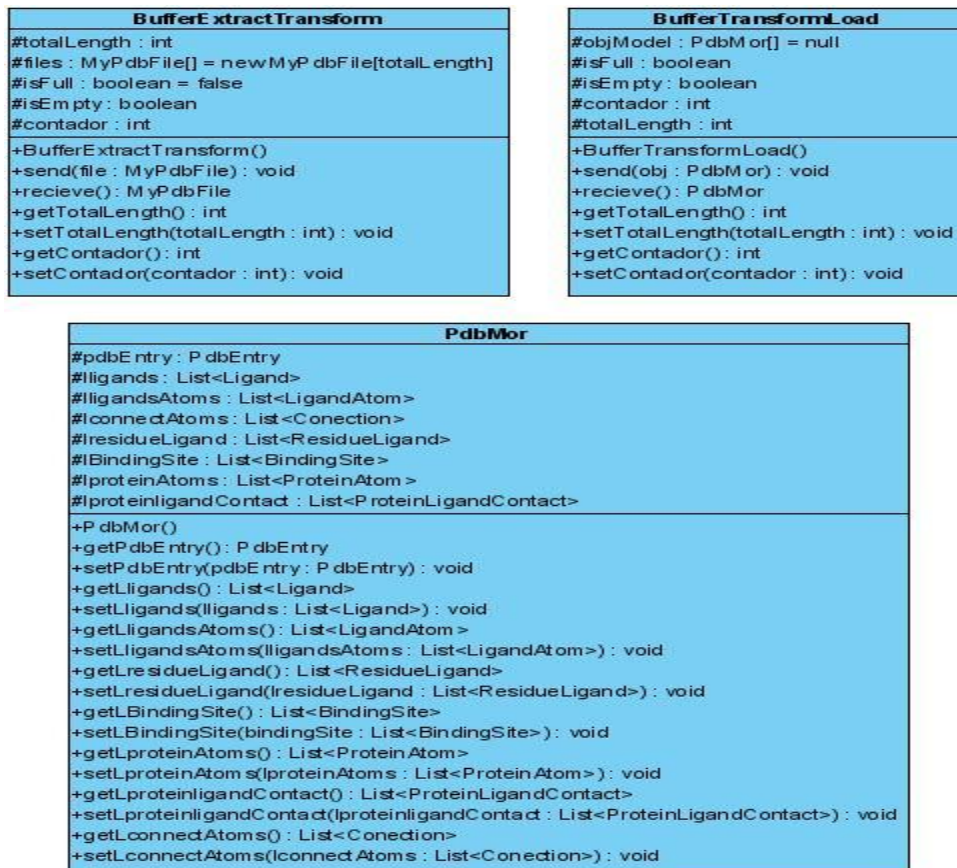 BufferExtractTransform
#totalLength : int
#files : MyPdbFile[] = newMyPdbFile[totalLength]
#isFull : boolean = false
#isEmpty : boolean
#contador : int
+BufferExtractTransform()
+send(file : MyPdbFile) : void
+recieve() : MyPdbFile
+getTotalLength() : int
+setTotalLength(totalLength : int) : void
+getContador() : int
+setContador(contador : int) : void
BufferTransformLoad
#objModel : PdbMor[] = null
#isFull : boolean
#isEmpty : boolean
#contador : int
#totalLength : int
+BufferTransformLoad()
+send(obj : PdbMor) : void
+recieve() : PdbMor
+getTotalLength() : int
+setTotalLength(totalLength : int) : void
+getContador() : int
+setContador(contador : int) : void
PdbMor
#pdbEntry : PdbEntry
#lligands : List<Ligand>
#lligandsAtoms : List<LigandAtom>
#lconnectAtoms : List<Conection>
#lresidueLigand : List<ResidueLigand>
#lBindingSite : List<BindingSite>
#lproteinAtoms : List<ProteinAtom>
#lproteinligandContact : List<ProteinLigandContact>
+PdbMor()
+getPdbEntry() : PdbEntry
+setPdbEntry(pdbEntry : PdbEntry) : void
+getLligands() : List<Ligand>
+setLligands(lligands : List<Ligand>) : void
+getLligandsAtoms() : List<LigandAtom>
+setLligandsAtoms(lligandsAtoms : List<LigandAtom>) : void
+getLresidueLigand() : List<ResidueLigand>
+setLresidueLigand(lresidueLigand : List<ResidueLigand>) : void
+getLBindingSite() : List<BindingSite>
+setLBindingSite(bindingSite : List<BindingSite>) : void
+getLproteinAtoms() : List<ProteinAtom>
+setLproteinAtoms(lproteinAtoms : List<ProteinAtom>) : void
+getLproteinligandContact() : List<ProteinLigandContact>
+setLproteinligandContact(lproteinligandContact : List<ProteinLigandContact>) : void
+getLconnectAtoms() : List<Conection>
+setLconnectAtoms(lconnectAtoms : List<Conection>) : void